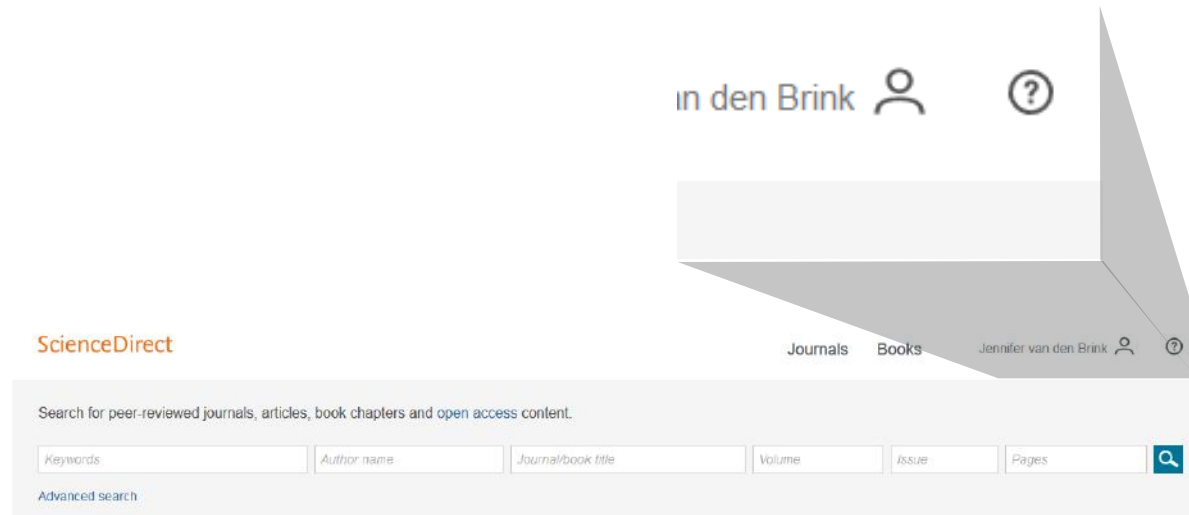 n den Brink ?
ScienceDirect Journals Books Jennifer van den Brink ?
Search for peer-reviewed journals, articles, book chapters and open access content.
Keywords Author name Journal/book title Volume Issue Pages
Advanced search